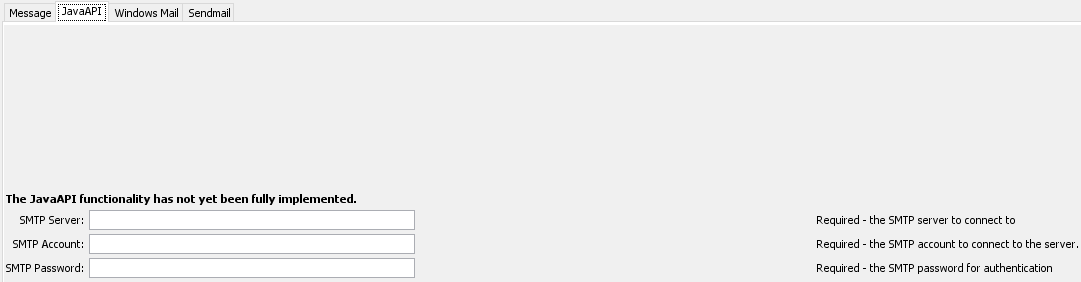 Message JavaAPI Windows Mail Sendmail
The JavaAPI functionality has not yet been fully implemented.
SMTP Server: Required - the SMTP server to connect to
SMTP Account: Required - the SMTP account to connect to the server.
SMTP Password: Required - the SMTP password for authentication